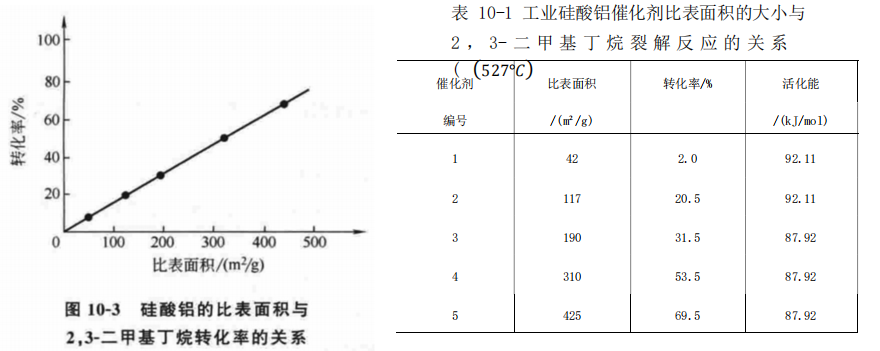 100
80
60
40
20
0
100 200 300 400 500
转化率/%
比表面积/(m²/g)
图 10-3 硅酸铝的比表面积与
2,3-二甲基丁烷转化率的关系
表 10-1 工业硅酸铝催化剂比表面积的大小与
2，3-二甲基丁烷裂解反应的关系
( (527℃)
催化剂 比表面积 转化率/% 活化能
编号 /(m²/g) /(kJ/mol)
1 42 2.0 92.11
2 117 20.5 92.11
3 190 31.5 87.92
4 310 53.5 87.92
5 425 69.5 87.92